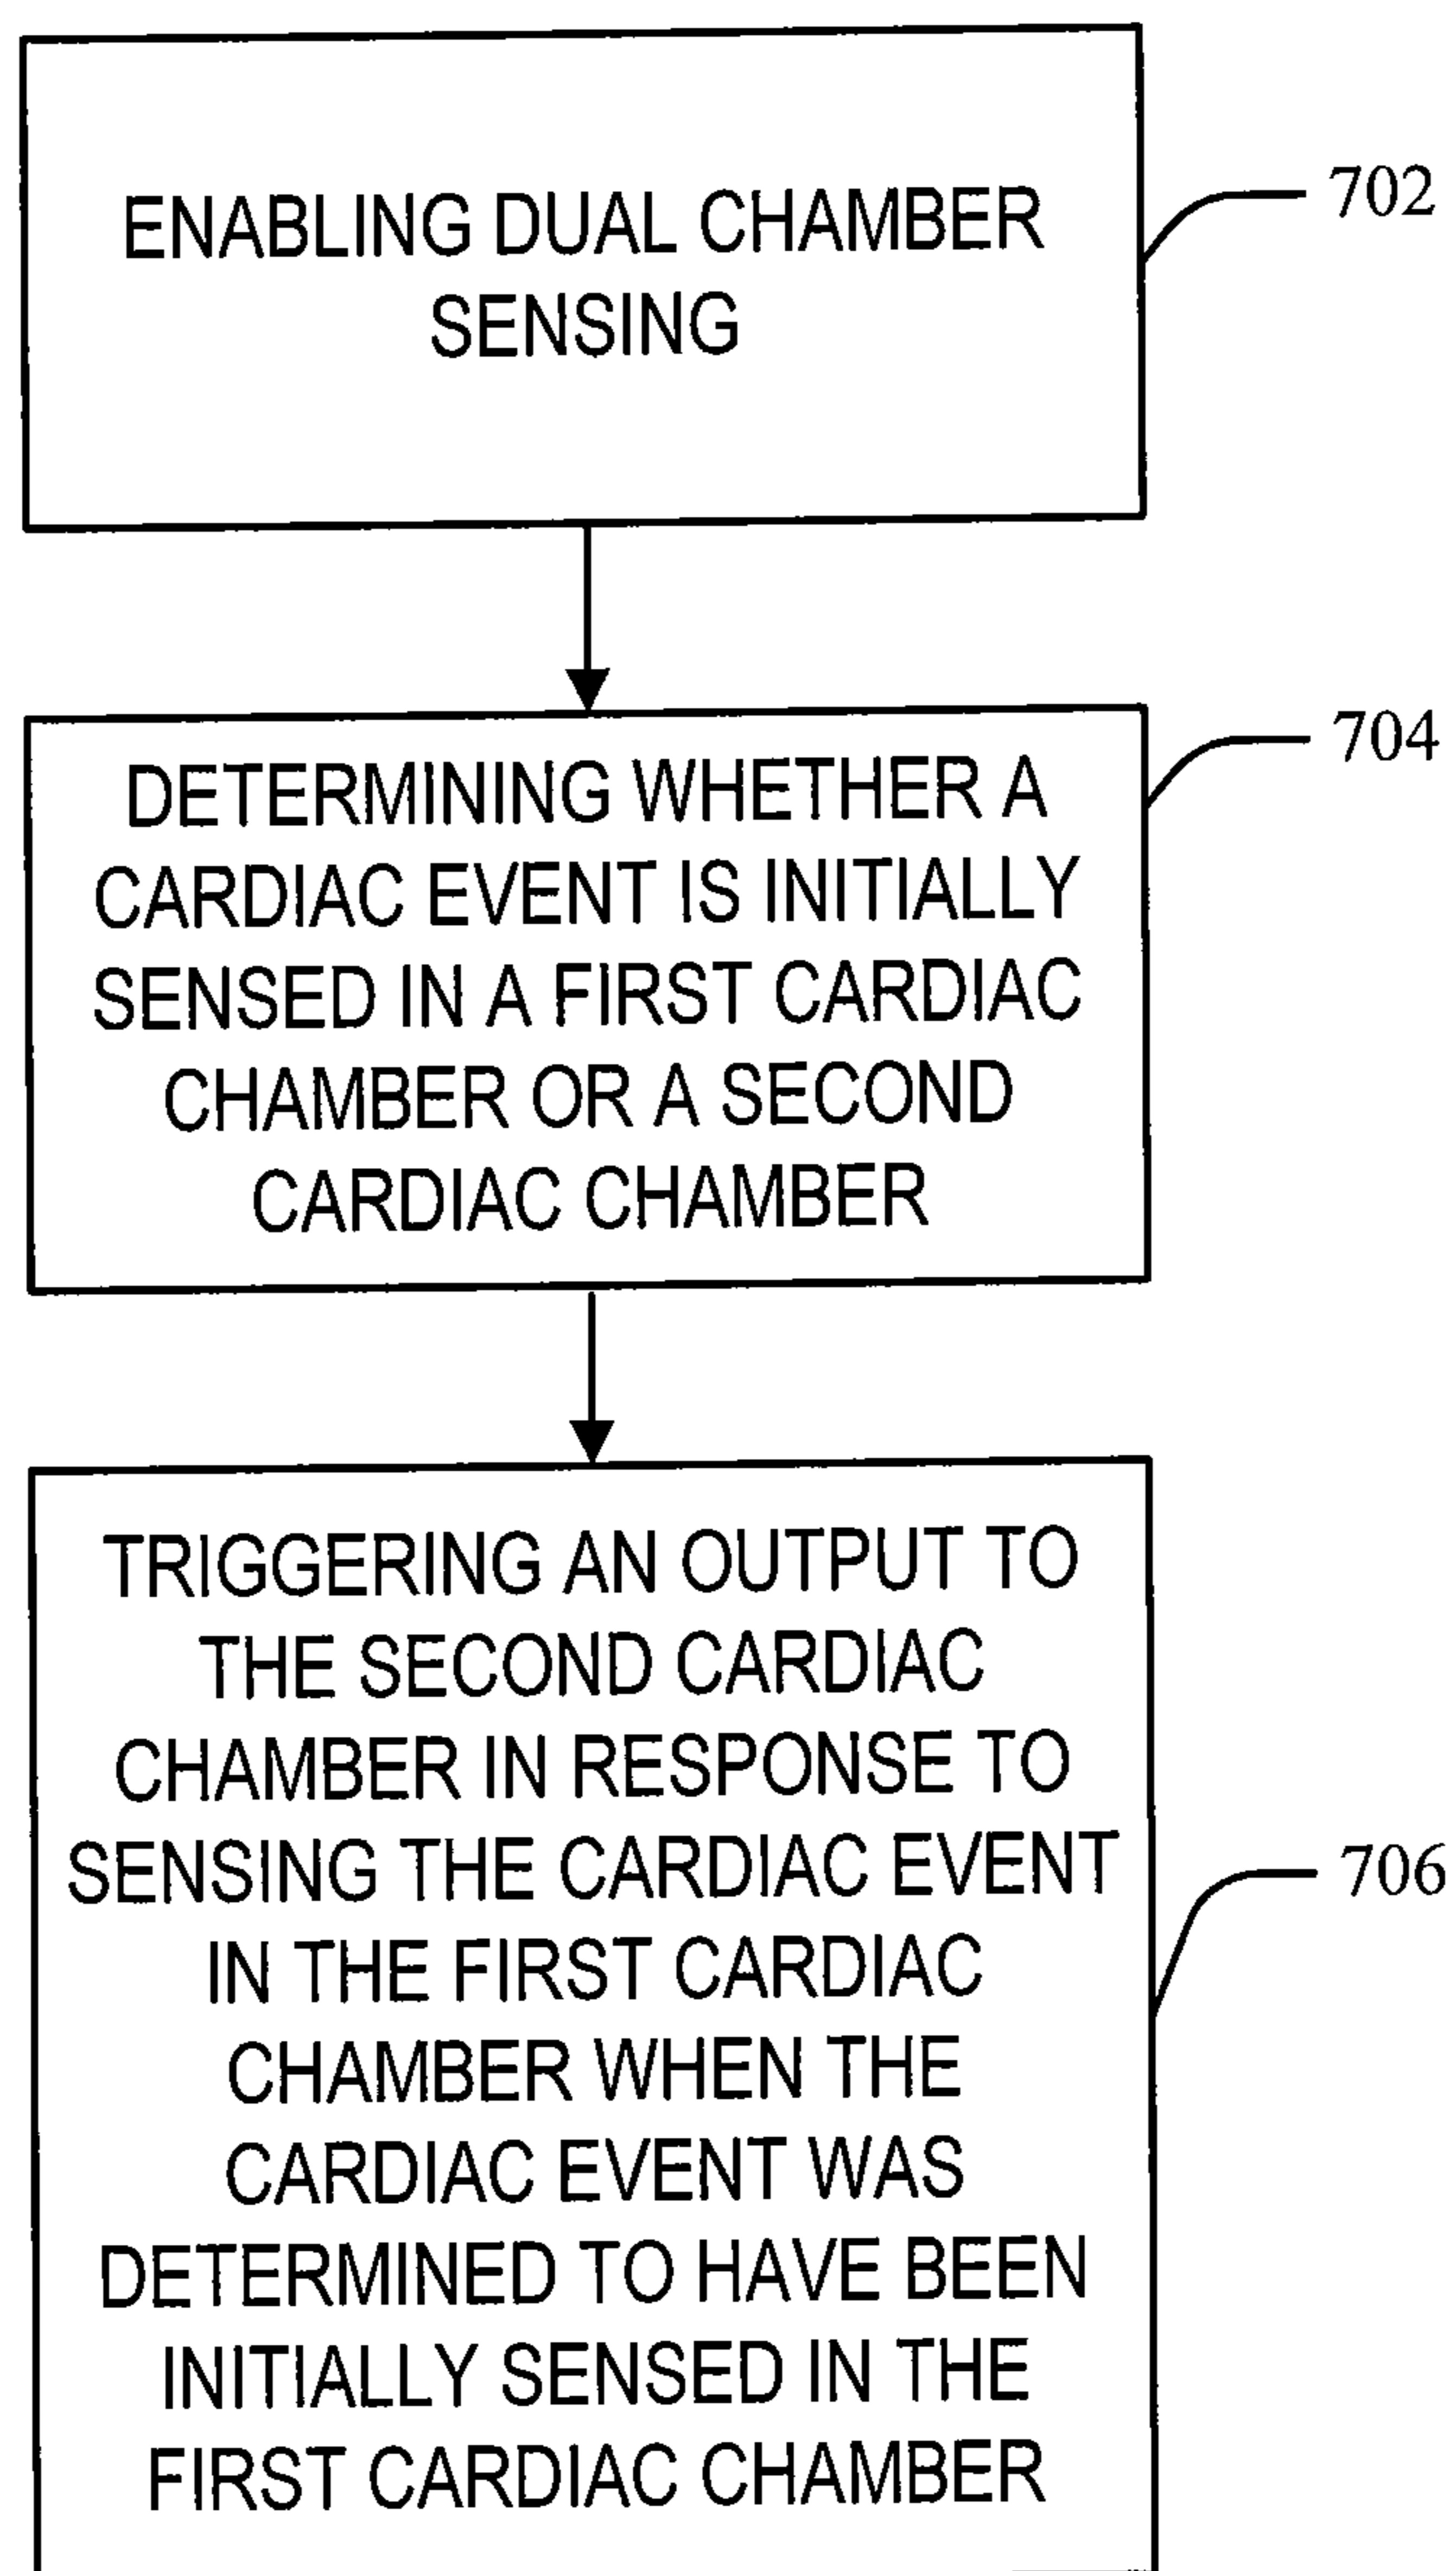 ENABLING DUAL CHAMBER
SENSING
702
DETERMINING WHETHER A
CARDIAC EVENT IS INITIALLY
SENSED IN A FIRST CARDIAC
CHAMBER OR A SECOND
CARDIAC CHAMBER
704
TRIGGERING AN OUTPUT TO
THE SECOND CARDIAC
CHAMBER IN RESPONSE TO
SENSING THE CARDIAC EVENT
IN THE FIRST CARDIAC
CHAMBER WHEN THE
CARDIAC EVENT WAS
DETERMINED TO HAVE BEEN
INITIALLY SENSED IN THE
FIRST CARDIAC CHAMBER
706